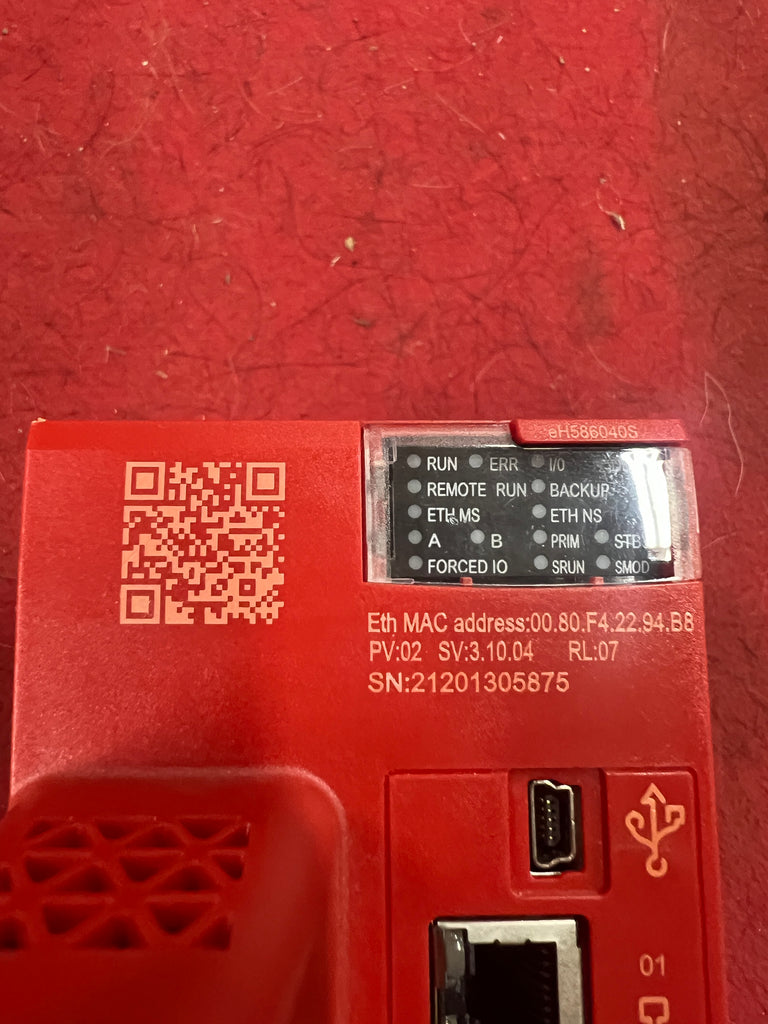 eH586040S
RUN ERR I/O
REMOTE RUN BACKUP
ETH MS ETH NS
A B PRIM STB
FORCED IO SRUN SMOD
Eth MAC address:00.80.F4.22.94.B8
PV:02 SV:3.10.04 RL:07
SN:21201305875
01